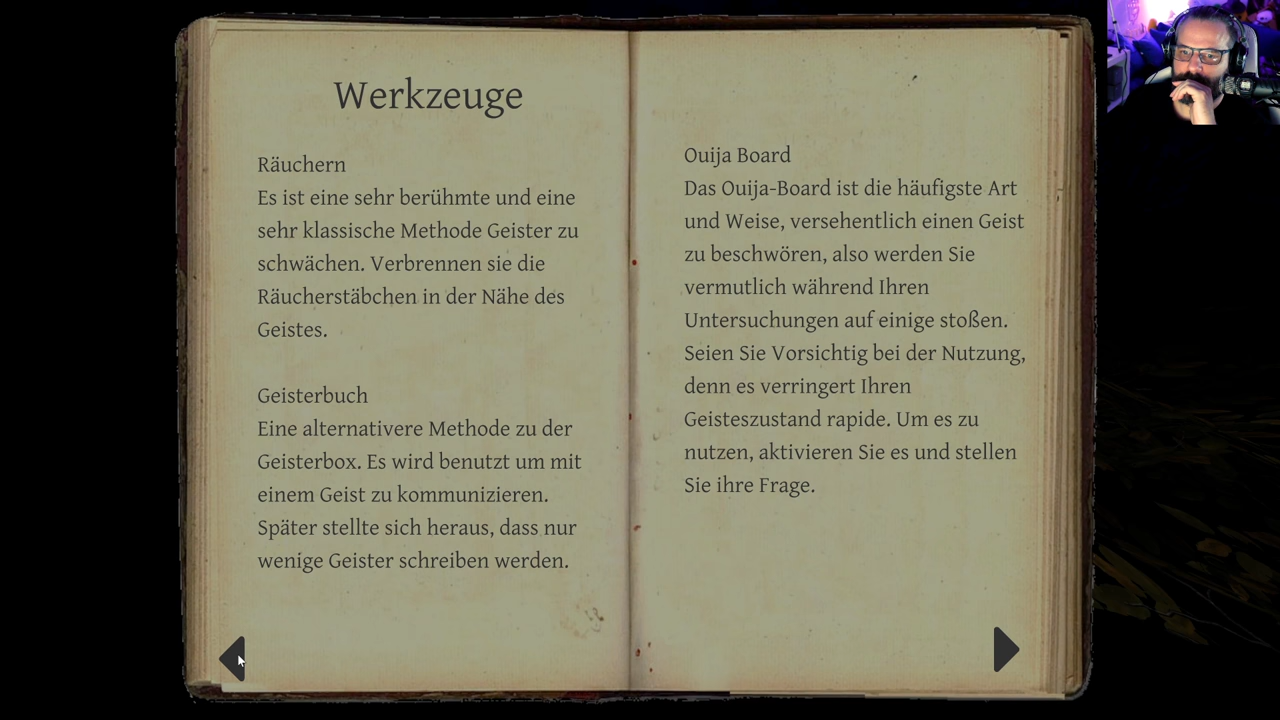 Werkzeuge
Räuchern
Es ist eine sehr berühmte und eine
sehr klassische Methode Geister zu
schwächen. Verbrennen sie die
Räucherstäbchen in der Nähe des
Geistes.
Geisterbuch
Eine alternativere Methode zu der
Geisterbox. Es wird benutzt um mit
einem Geist zu kommunizieren.
Später stellte sich heraus, dass nur
wenige Geister schreiben werden.
Ouija Board
Das Ouija-Board ist die häufigste Art
und Weise, versehentlich einen Geist
zu beschwören, also werden Sie
vermutlich während Ihren
Untersuchungen auf einige stoßen.
Seien Sie Vorsichtig bei der Nutzung,
denn es verringert Ihren
Geisteszustand rapide. Um es zu
nutzen, aktivieren Sie es und stellen
Sie ihre Frage.